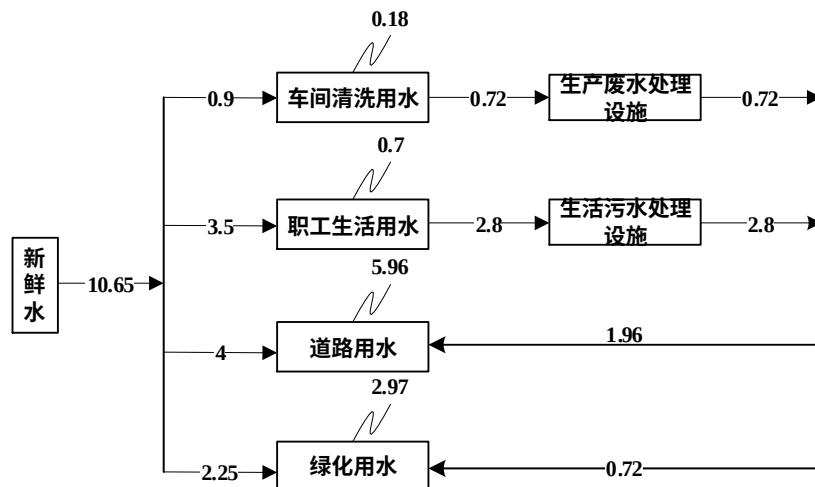 0.18
0.9
车间清洗用水
0.72
生产废水处理
设施
0.72
0.7
3.5
职工生活用水
2.8
生活污水处理
设施
2.8
新
鲜
水
10.65
5.96
4
道路用水
1.96
2.97
2.25
绿化用水
0.72